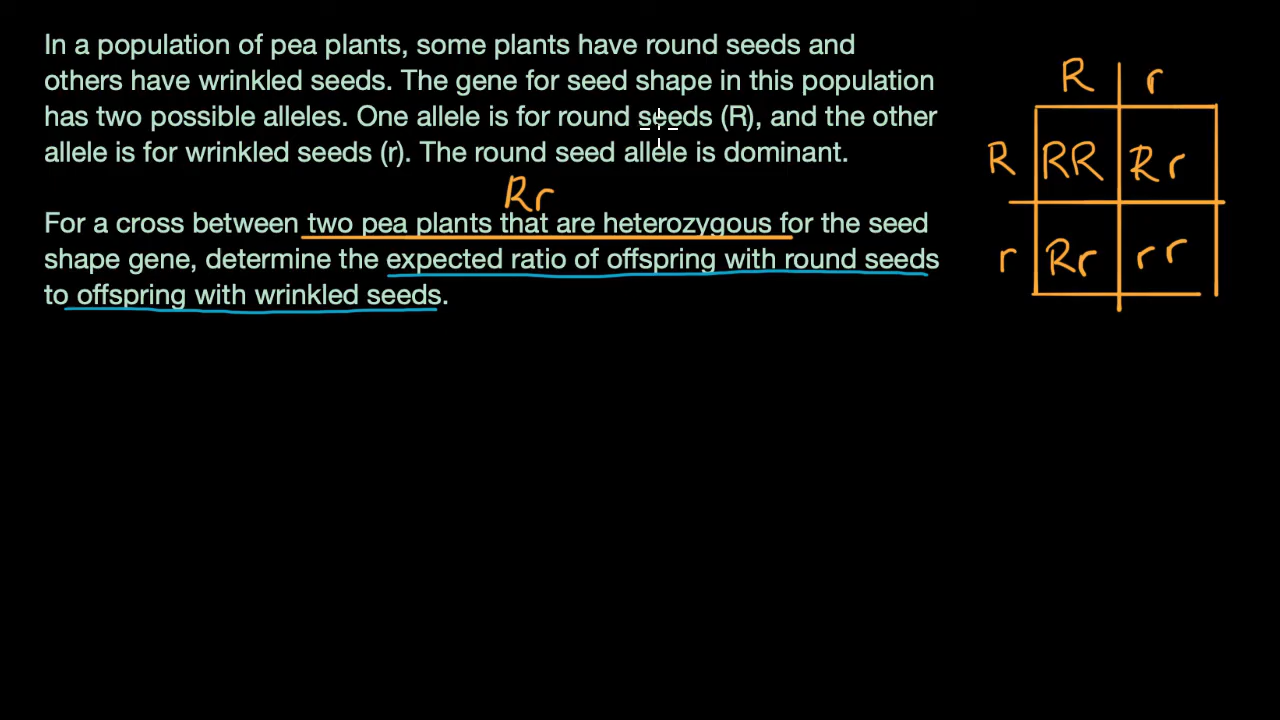 In a population of pea plants, some plants have round seeds and
others have wrinkled seeds. The gene for seed shape in this population
has two possible alleles. One allele is for round seeds (R), and the other
allele is for wrinkled seeds (r). The round seed allele is dominant.
Rr
For a cross between two pea plants that are heterozygous for the seed
shape gene, determine the expected ratio of offspring with round seeds
to offspring with wrinkled seeds.
R r
R RR Rr
r Rr rr